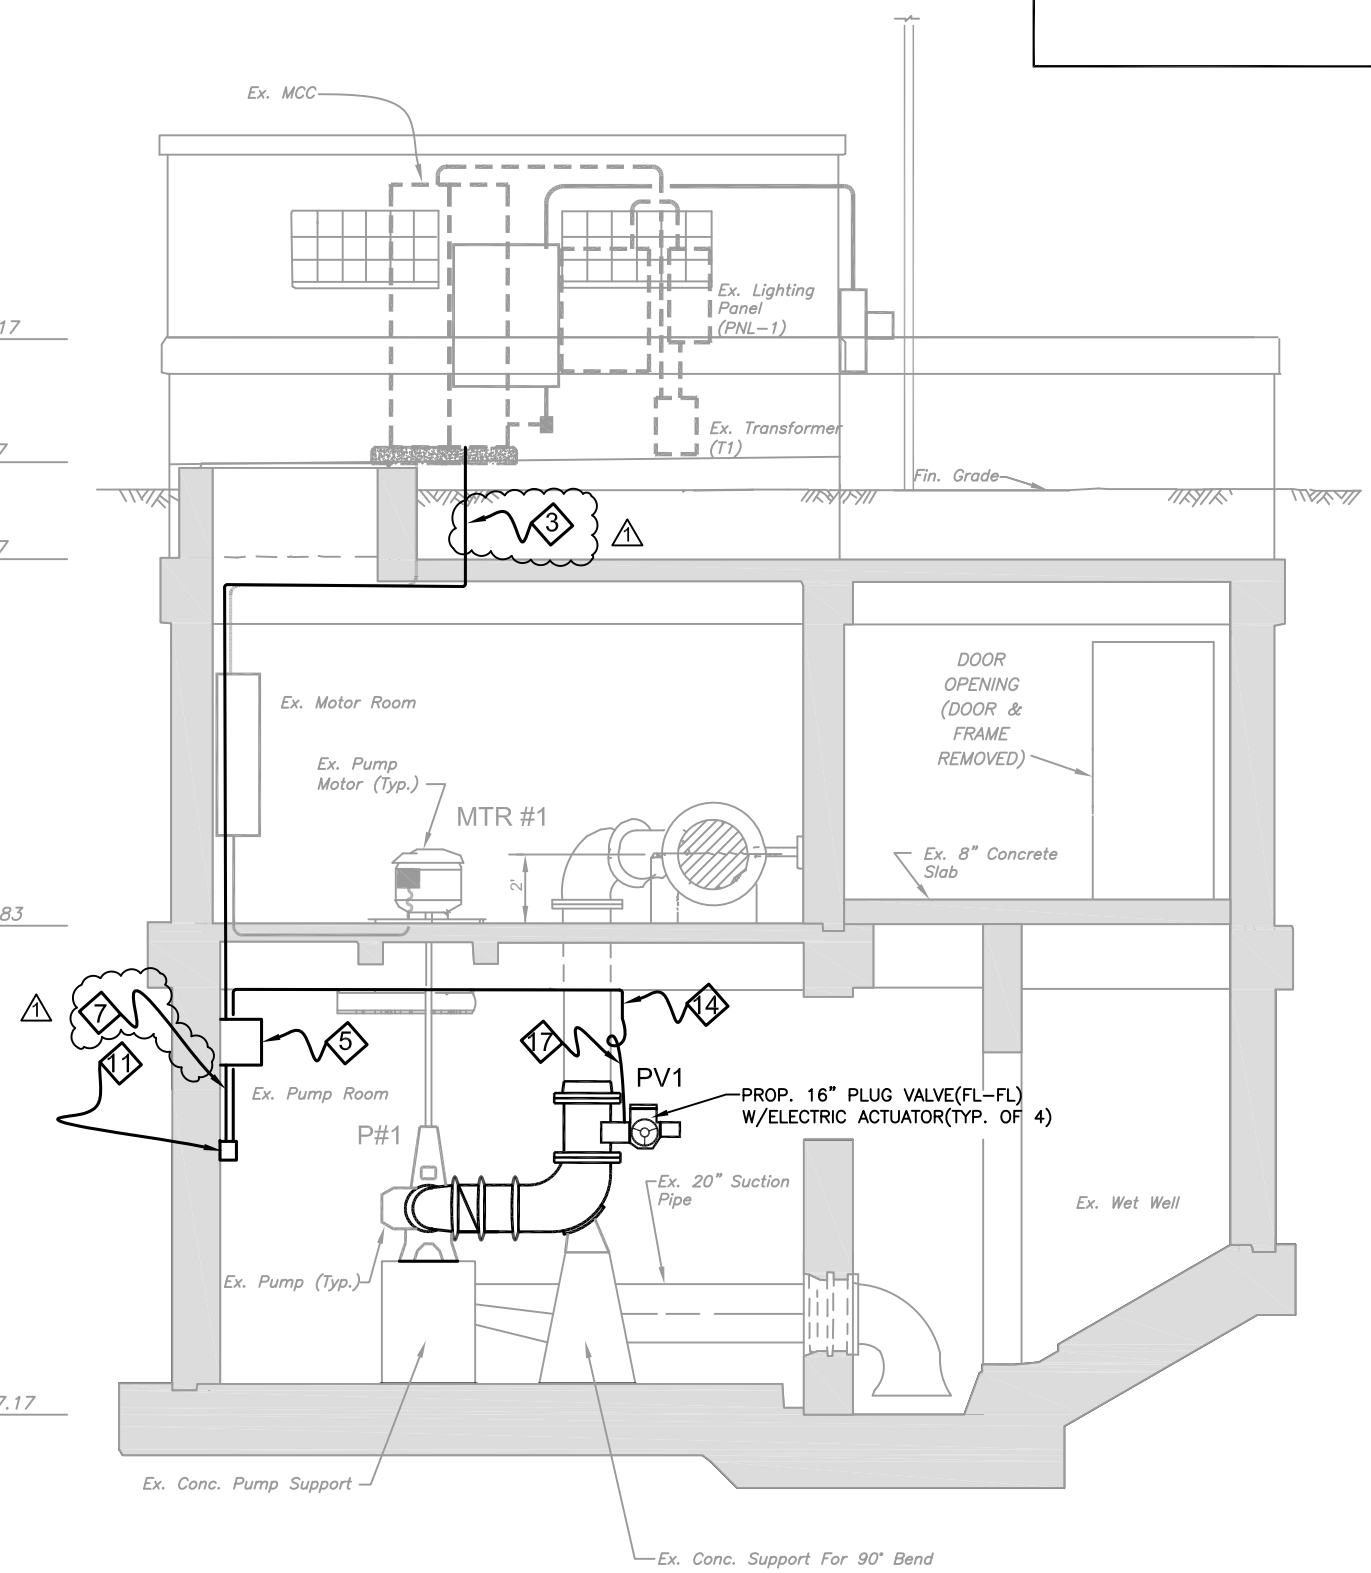 Ex. MCC
Ex. Lighting
Panel
(PNL-1)
17
Ex. Transformer
(T1)
7
Fin. Grade
3
1
7
DOOR
OPENING
(DOOR &
FRAME
REMOVED)
Ex. Motor Room
Ex. Pump
Motor (Typ.)
MTR #1
Ex. 8" Concrete
Slab
2'
83
7
1
14
5
17
11
PV1
Ex. Pump Room
PROP. 16" PLUG VALVE(FL-FL)
W/ELECTRIC ACTUATOR(TYP. OF 4)
P#1
Ex. 20" Suction
Pipe
Ex. Wet Well
Ex. Pump (Typ.)
7.17
Ex. Conc. Pump Support
Ex. Conc. Support For 90° Bend